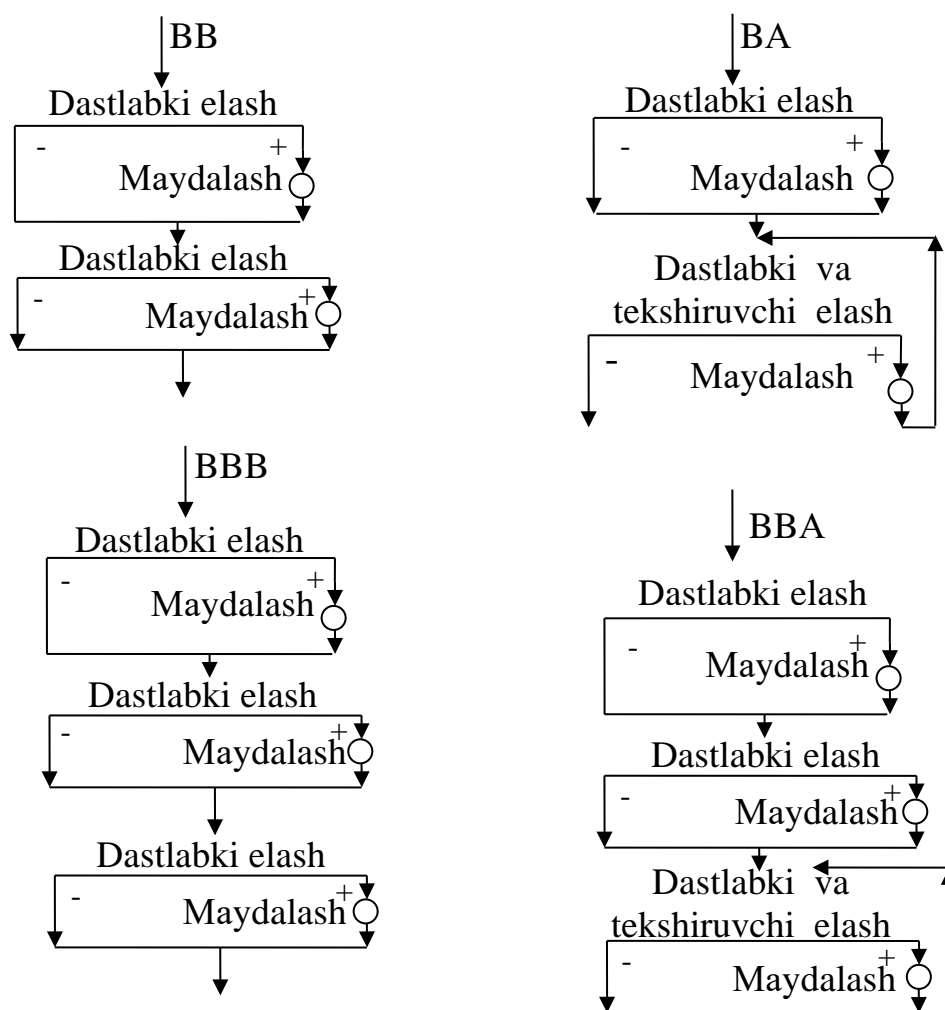 BB
Dastlabki elash
- +
Maydalash
Dastlabki elash
- +
Maydalash
BA
Dastlabki elash
- +
Maydalash
Dastlabki va
tekshiruvchi elash
- +
Maydalash
BBB
Dastlabki elash
- +
Maydalash
Dastlabki elash
- +
Maydalash
Dastlabki elash
- +
Maydalash
BBA
Dastlabki elash
- +
Maydalash
Dastlabki elash
- +
Maydalash
Dastlabki va
tekshiruvchi elash
- +
Maydalash